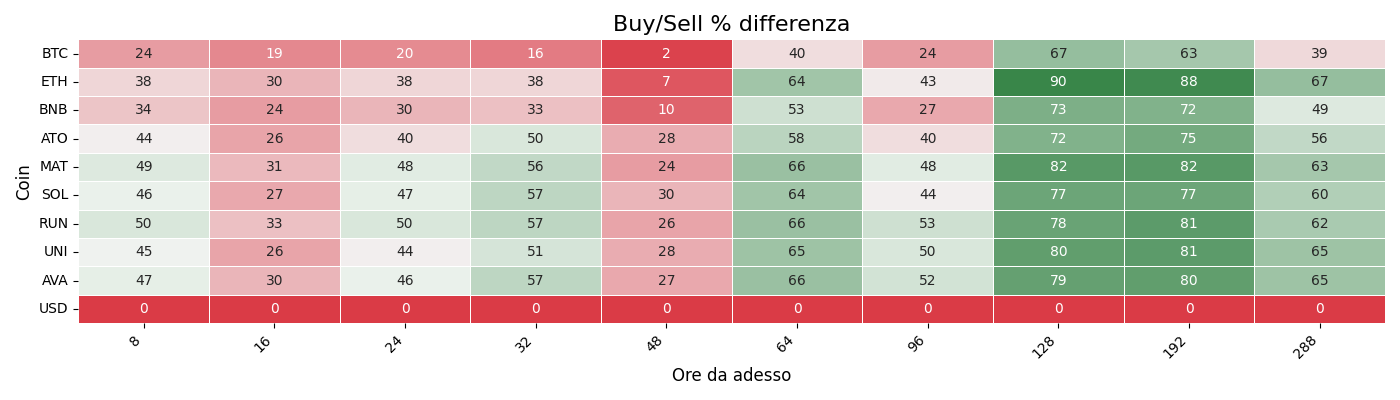 Buy/Sell % differenza
Coin
BTC 24 19 20 16 2 40 24 67 63 39
ETH 38 30 38 38 7 64 43 90 88 67
BNB 34 24 30 33 10 53 27 73 72 49
ATO 44 26 40 50 28 58 40 72 75 56
MAT 49 31 48 56 24 66 48 82 82 63
SOL 46 27 47 57 30 64 44 77 77 60
RUN 50 33 50 57 26 66 53 78 81 62
UNI 45 26 44 51 28 65 50 80 81 65
AVA 47 30 46 57 27 66 52 79 80 65
USD 0 0 0 0 0 0 0 0 0 0
8 16 24 32 48 64 96 128 192 288
Ore da adesso